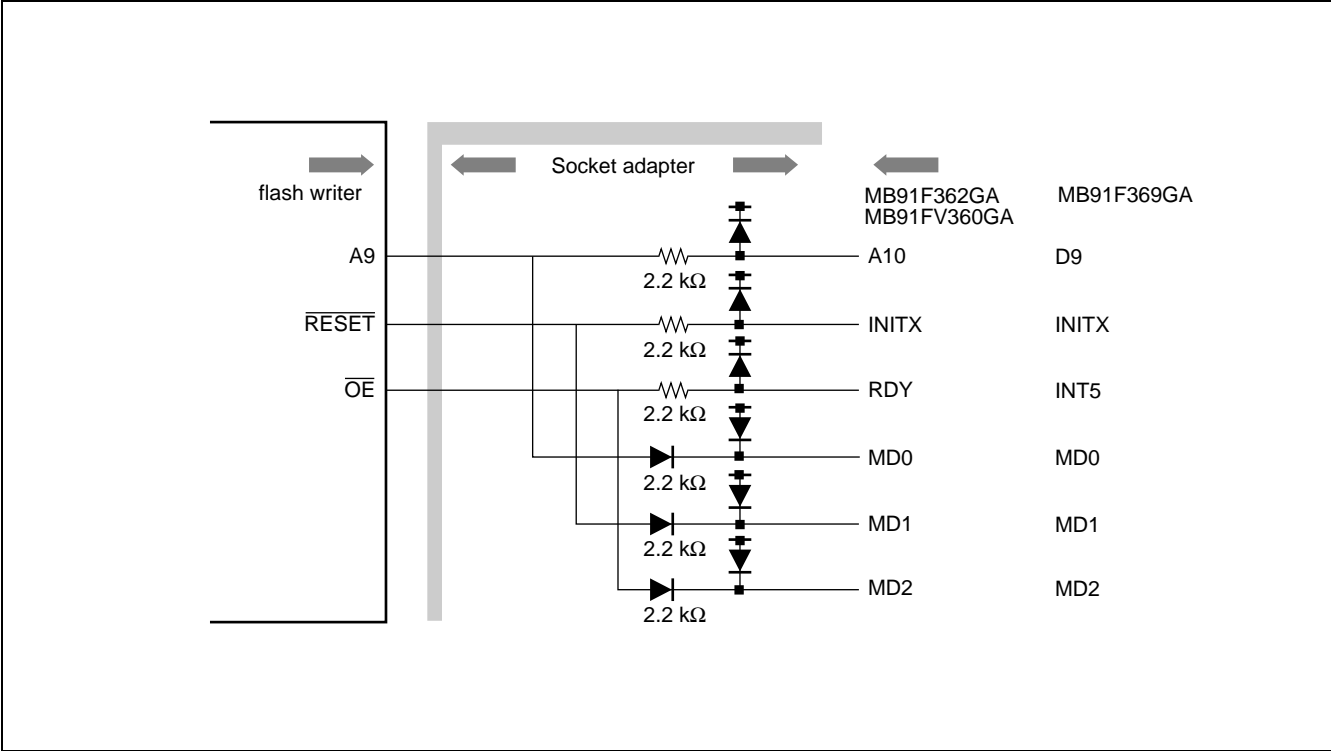 Socket adapter
flash writer
MB91F362GA
MB91FV360GA
MB91F369GA
A9
A10
D9
2.2 kΩ
RESET
INITX
INITX
2.2 kΩ
OE
RDY
INT5
2.2 kΩ
MD0
MD0
2.2 kΩ
MD1
MD1
2.2 kΩ
MD2
MD2
2.2 kΩ